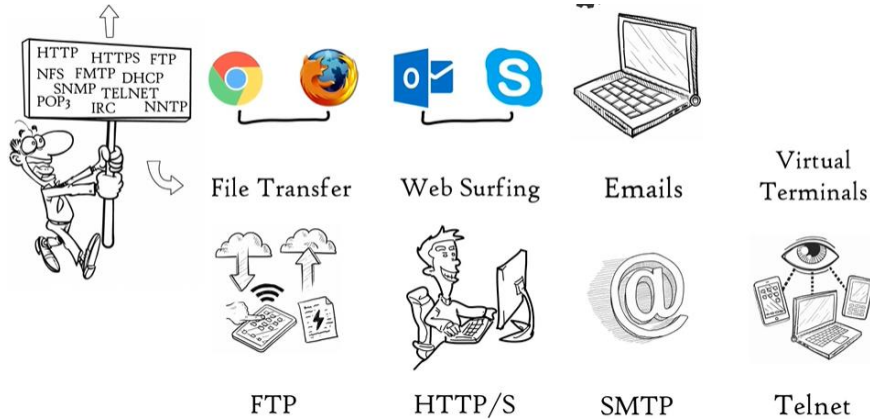 HTTP HTTPS FTP
NFS FMTP DHCP
SNMP TELNET
POP3 IRC NNTP
O
S
File Transfer
Web Surfing
Emails
Virtual
Terminals
@
FTP
HTTP/S
SMTP
Telnet